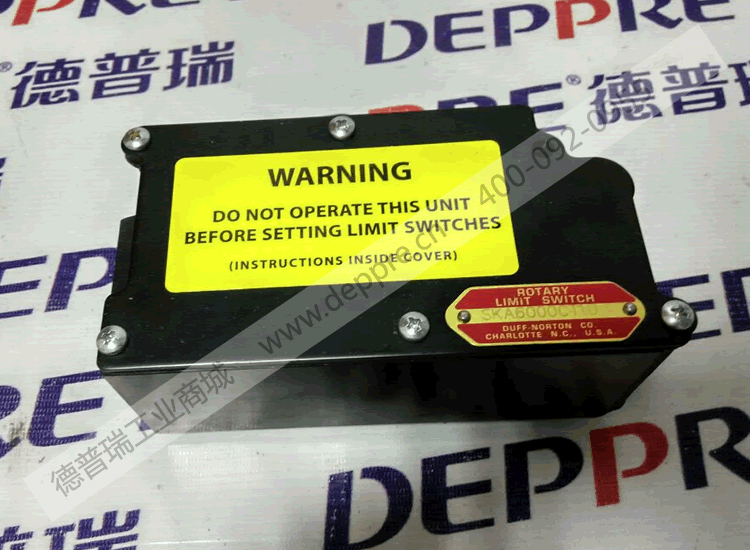 DEPPRE
德普瑞
DEPPRE
PRE®德普瑞
WARNING
DO NOT OPERATE THIS UNIT
BEFORE SETTING LIMIT SWITCHES
(INSTRUCTIONS INSIDE COVER)
ROTARY
LIMIT SWITCH
DUFF-NORTON CO.
CHARLOTTE N.C., U.S.A.
德普瑞工业商城 www.deppre.cn 400-092-0
DEPPRE
DEPPRE